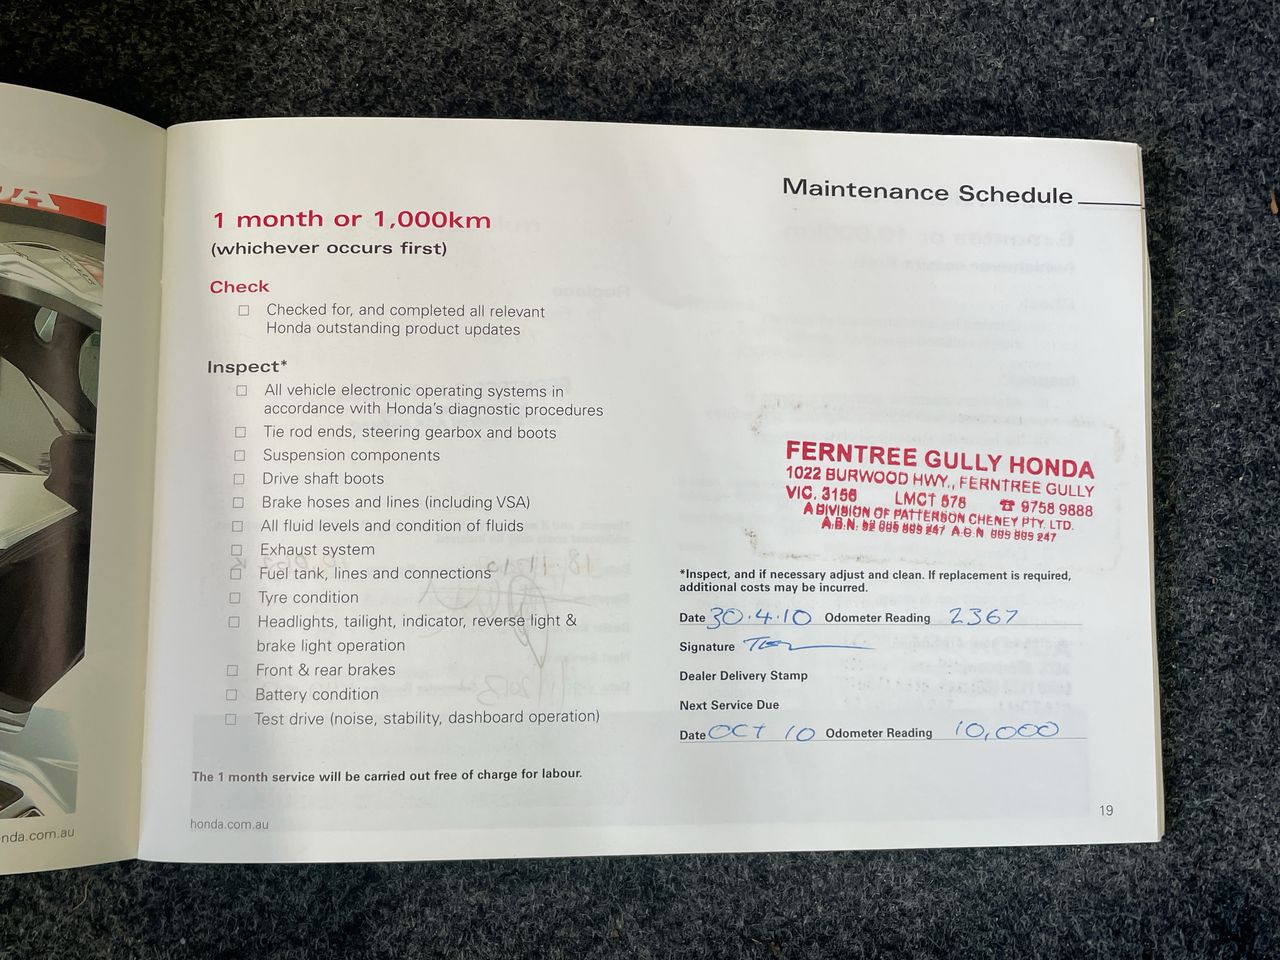 Maintenance Schedule
1 month or 1,000km
(whichever occurs first)
Check
Checked for, and completed all relevant
Honda outstanding product updates
Inspect*
All vehicle electronic operating systems in
accordance with Honda's diagnostic procedures
Tie rod ends, steering gearbox and boots
Suspension components
Drive shaft boots
Brake hoses and lines (including VSA)
All fluid levels and condition of fluids
Exhaust system
Fuel tank, lines and connections
Tyre condition
Headlights, tailight, indicator, reverse light &
brake light operation
Front & rear brakes
Battery condition
Test drive (noise, stability, dashboard operation)
The 1 month service will be carried out free of charge for labour.
honda.com.au
FERNTREE GULLY HONDA
1022 BURWOOD HWY., FERNTREE GULLY
VIC. 3156 LMCT 578 ☎ 9758 9888
A DIVISION OF PATTERSON CHENEY PTY. LTD.
*Inspect, and if necessary adjust and clean. If replacement is required,
additional costs may be incurred.
Date 30.4.10 Odometer Reading 2367
Signature
Dealer Delivery Stamp
Next Service Due
Date OCT 10 Odometer Reading 10,000
19
nda.com.au